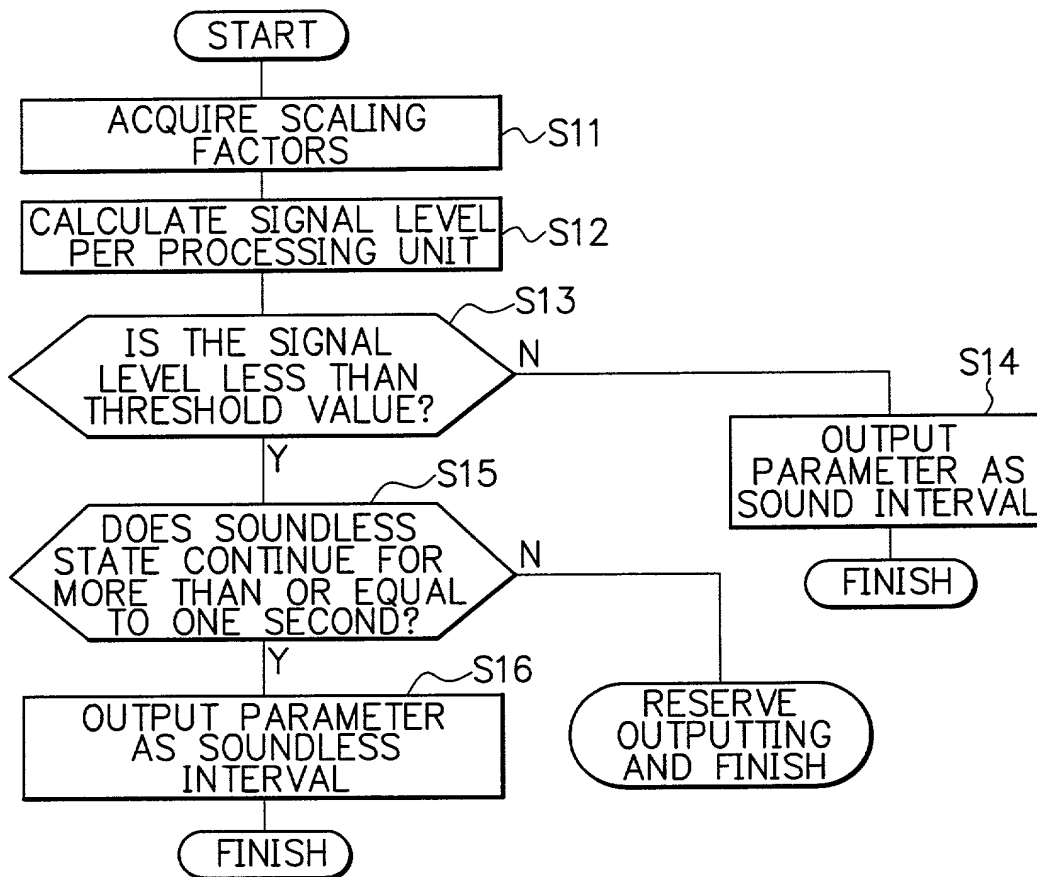 START
ACQUIRE SCALING
FACTORS
S11
CALCULATE SIGNAL LEVEL
PER PROCESSING UNIT
S12
S13
IS THE SIGNAL
LEVEL LESS THAN
THRESHOLD VALUE?
N
Y
S14
OUTPUT
PARAMETER AS
SOUND INTERVAL
FINISH
S15
DOES SOUNDLESS
STATE CONTINUE FOR
MORE THAN OR EQUAL
TO ONE SECOND?
N
Y
S16
OUTPUT PARAMETER
AS SOUNDLESS
INTERVAL
RESERVE
OUTPUTTING
AND FINISH
FINISH